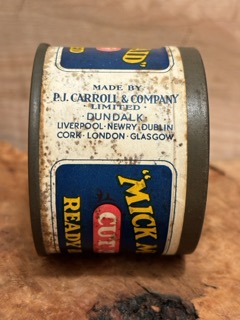 MADE BY
P.J. CARROLL & COMPANY
LIMITED
DUNDALK
LIVERPOOL·NEWRY·DUBLIN
CORK·LONDON·GLASGOW
"MICK
CUT
READY